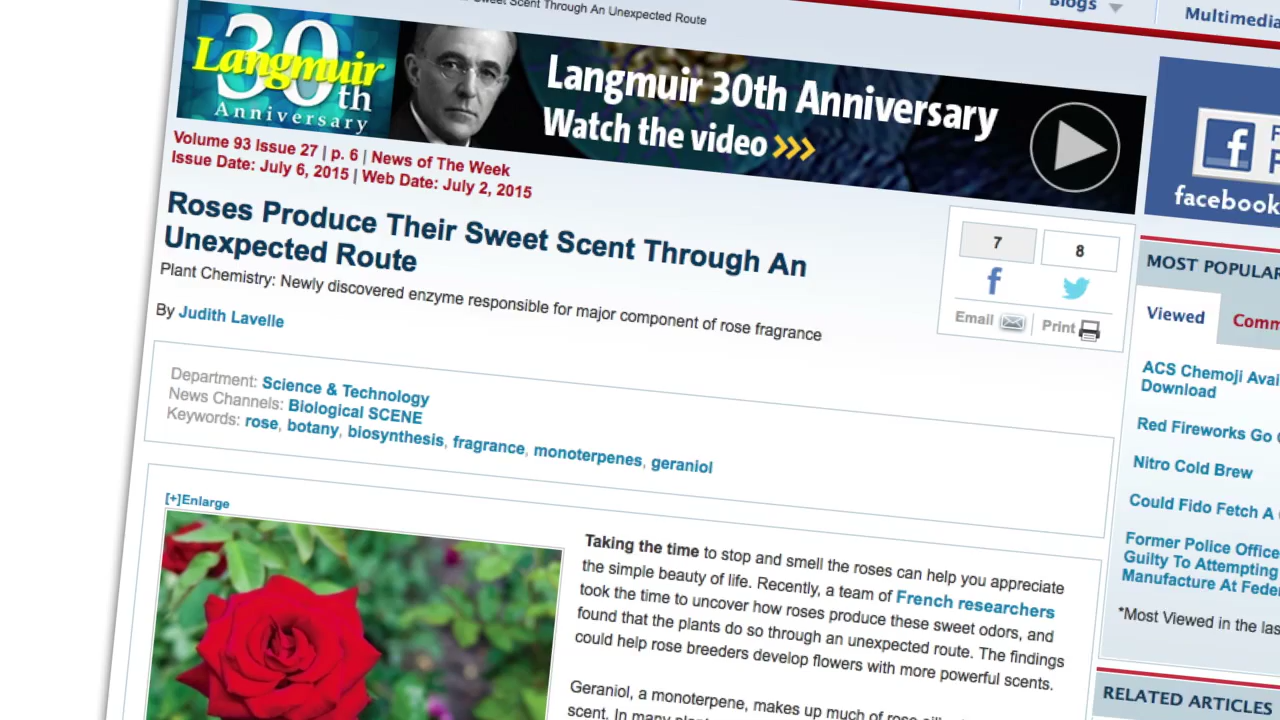 Sweet Scent Through An Unexpected Route
Blogs
Multimedia
30th
Langmuir
Anniversary
Langmuir 30th Anniversary
Watch the video >>>
Volume 93 Issue 27 | p. 6 | News of The Week
Issue Date: July 6, 2015 | Web Date: July 2, 2015
Roses Produce Their Sweet Scent Through An
Unexpected Route
Plant Chemistry: Newly discovered enzyme responsible for major component of rose fragrance
By Judith Lavelle
7
8
Email
Print
facebook
Department: Science & Technology
News Channels: Biological SCENE
Keywords: rose, botany, biosynthesis, fragrance, monoterpenes, geraniol
[+]Enlarge
Taking the time to stop and smell the roses can help you appreciate
the simple beauty of life. Recently, a team of French researchers
took the time to uncover how roses produce these sweet odors, and
found that the plants do so through an unexpected route. The findings
could help rose breeders develop flowers with more powerful scents.
Geraniol, a monoterpene, makes up much of rose
scent. In many
MOST POPULAR
Viewed
ACS Chemoji
Download
Red Fireworks Go
Nitro Cold Brew
Could Fido Fetch A
Former Police
Guilty To Attempting
Manufacture At
*Most Viewed in the
RELATED ARTICLES